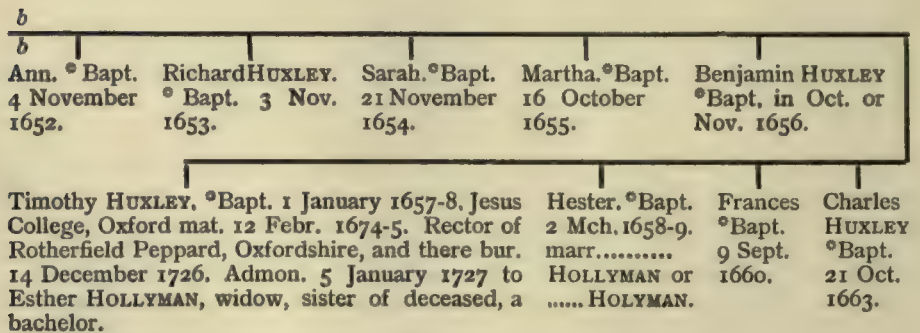 b
b
Ann. * Bapt.
4 November
1652.
Richard HUXLEY.
* Bapt. 3 Nov.
1653.
Sarah. *Bapt.
21 November
1654.
Martha. *Bapt.
16 October
1655.
Benjamin HUXLEY
*Bapt. in Oct. or
Nov. 1656.
Timothy HUXLEY. *Bapt. 1 January 1657-8. Jesus
College, Oxford mat. 12 Febr. 1674-5. Rector of
Rotherfield Peppard, Oxfordshire, and there bur.
14 December 1726. Admon. 5 January 1727 to
Esther HOLLYMAN, widow, sister of deceased, a
bachelor.
Hester. *Bapt.
2 Mch. 1658-9.
marr...........
HOLLYMAN or
...... HOLYMAN.
Frances
*Bapt.
9 Sept.
1660.
Charles
HUXLEY
*Bapt.
21 Oct.
1663.